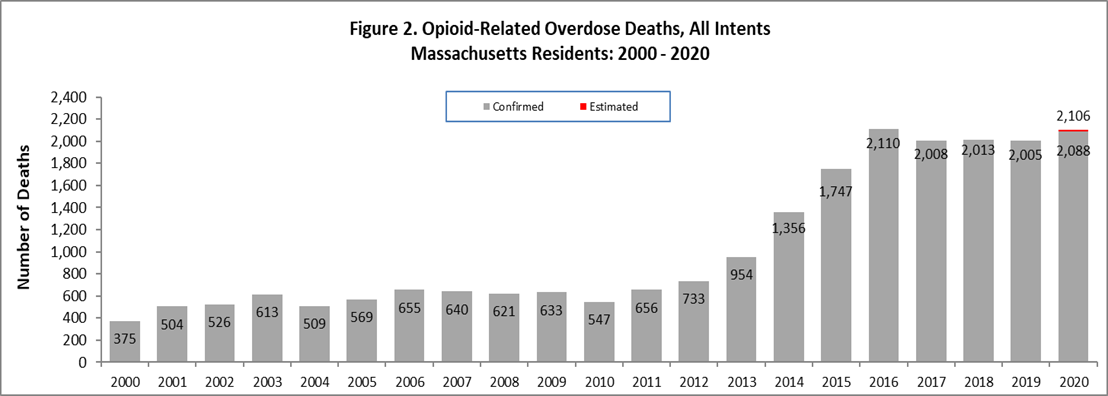 Figure 2. Opioid-Related Overdose Deaths, All Intents
Massachusetts Residents: 2000 - 2020
Confirmed Estimated
Number of Deaths
2,400
2,200
2,000
1,800
1,600
1,400
1,200
1,000
800
600
400
200
0
375 504 526 613 509 569 655 640 621 633 547 656 733 954 1,356 1,747 2,110 2,008 2,013 2,005 2,088
2,106
2000 2001 2002 2003 2004 2005 2006 2007 2008 2009 2010 2011 2012 2013 2014 2015 2016 2017 2018 2019 2020